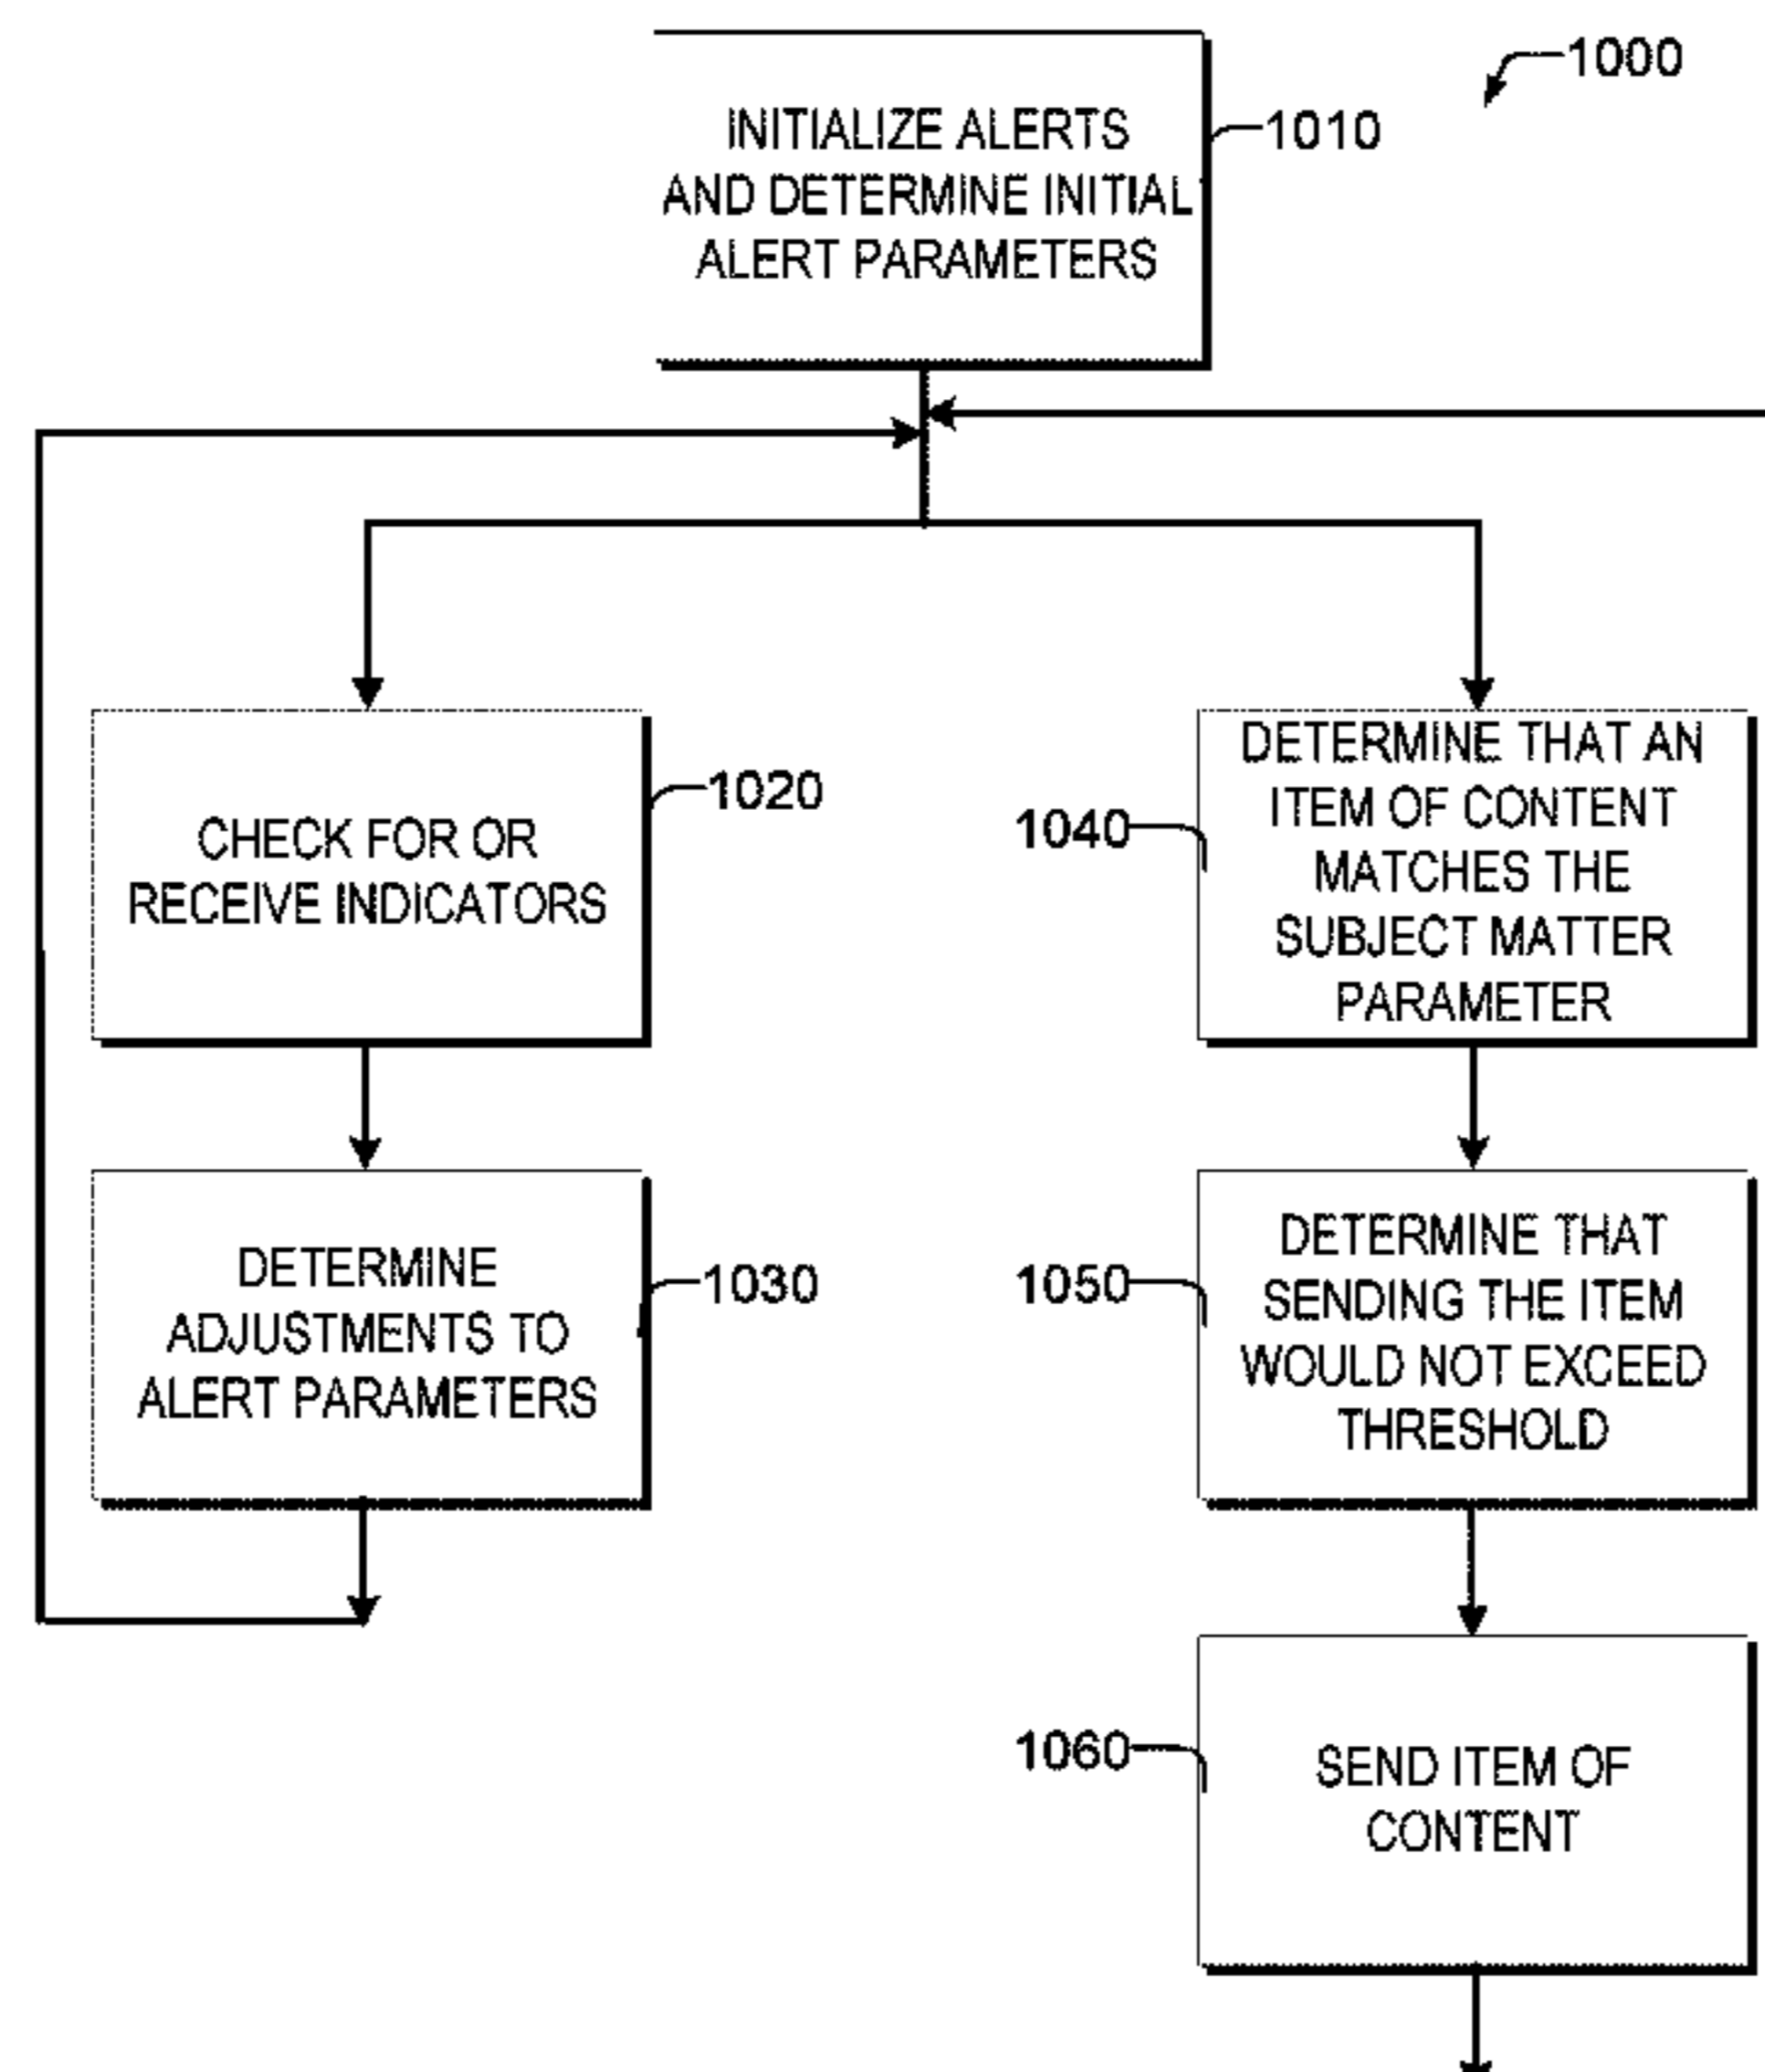 1000
INITIALIZE ALERTS
AND DETERMINE INITIAL
ALERT PARAMETERS
1010
CHECK FOR OR
RECEIVE INDICATORS
1020
DETERMINE
ADJUSTMENTS TO
ALERT PARAMETERS
1030
1040
DETERMINE THAT AN
ITEM OF CONTENT
MATCHES THE
SUBJECT MATTER
PARAMETER
1050
DETERMINE THAT
SENDING THE ITEM
WOULD NOT EXCEED
THRESHOLD
1060
SEND ITEM OF
CONTENT